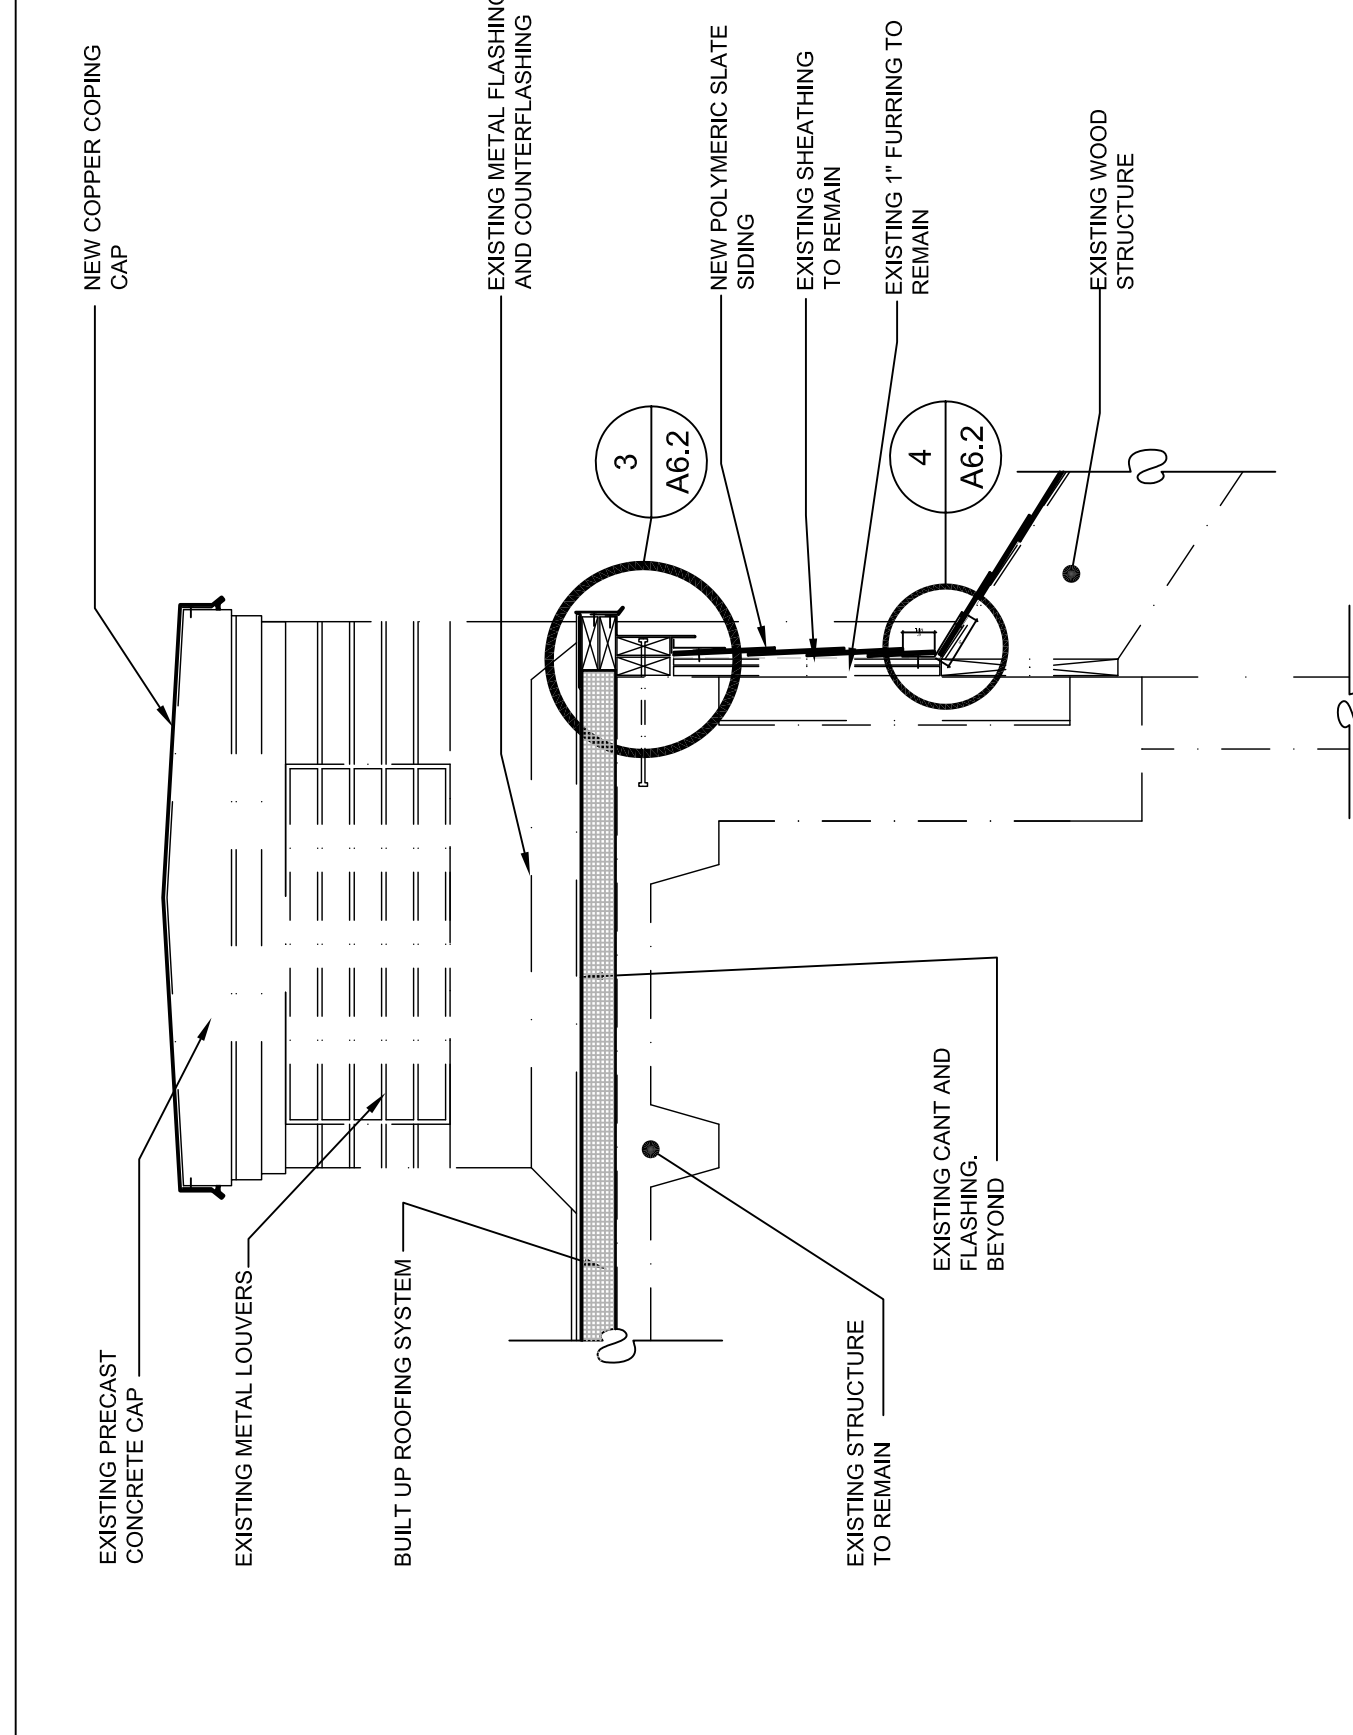 NEW COPPER COPING
CAP
EXISTING METAL FLASHING
AND COUNTERFLASHING
NEW POLYMERIC SLATE
SIDING
EXISTING SHEATHING
TO REMAIN
EXISTING 1" FURRING TO
REMAIN
EXISTING WOOD
STRUCTURE
3
A6.2
4
A6.2
EXISTING PRECAST
CONCRETE CAP
EXISTING METAL LOUVERS
BUILT UP ROOFING SYSTEM
EXISTING STRUCTURE
TO REMAIN
EXISTING CANT AND
FLASHING.
BEYOND